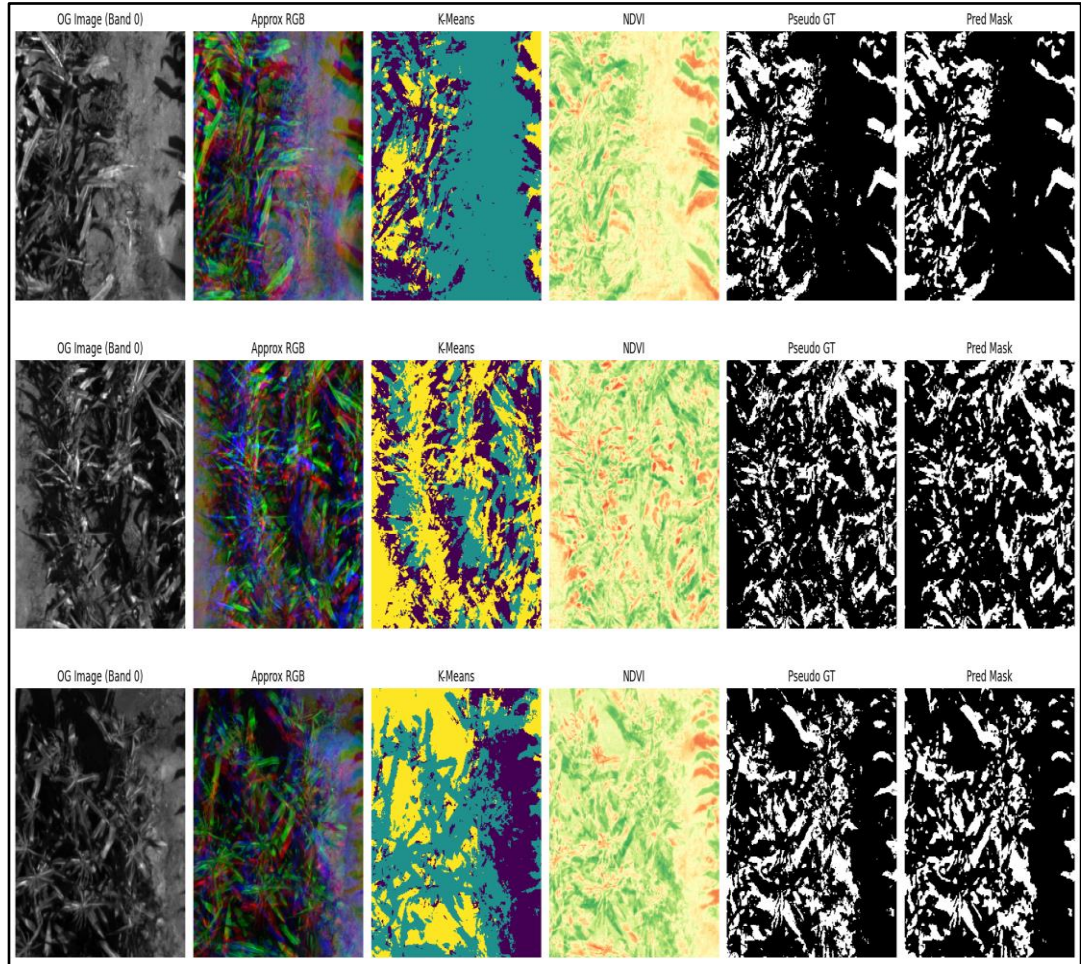 OG Image (Band 0) Approx RGB K-Means NDVI Pseudo GT Pred Mask
OG Image (Band 0) Approx RGB K-Means NDVI Pseudo GT Pred Mask
OG Image (Band 0) Approx RGB K-Means NDVI Pseudo GT Pred Mask